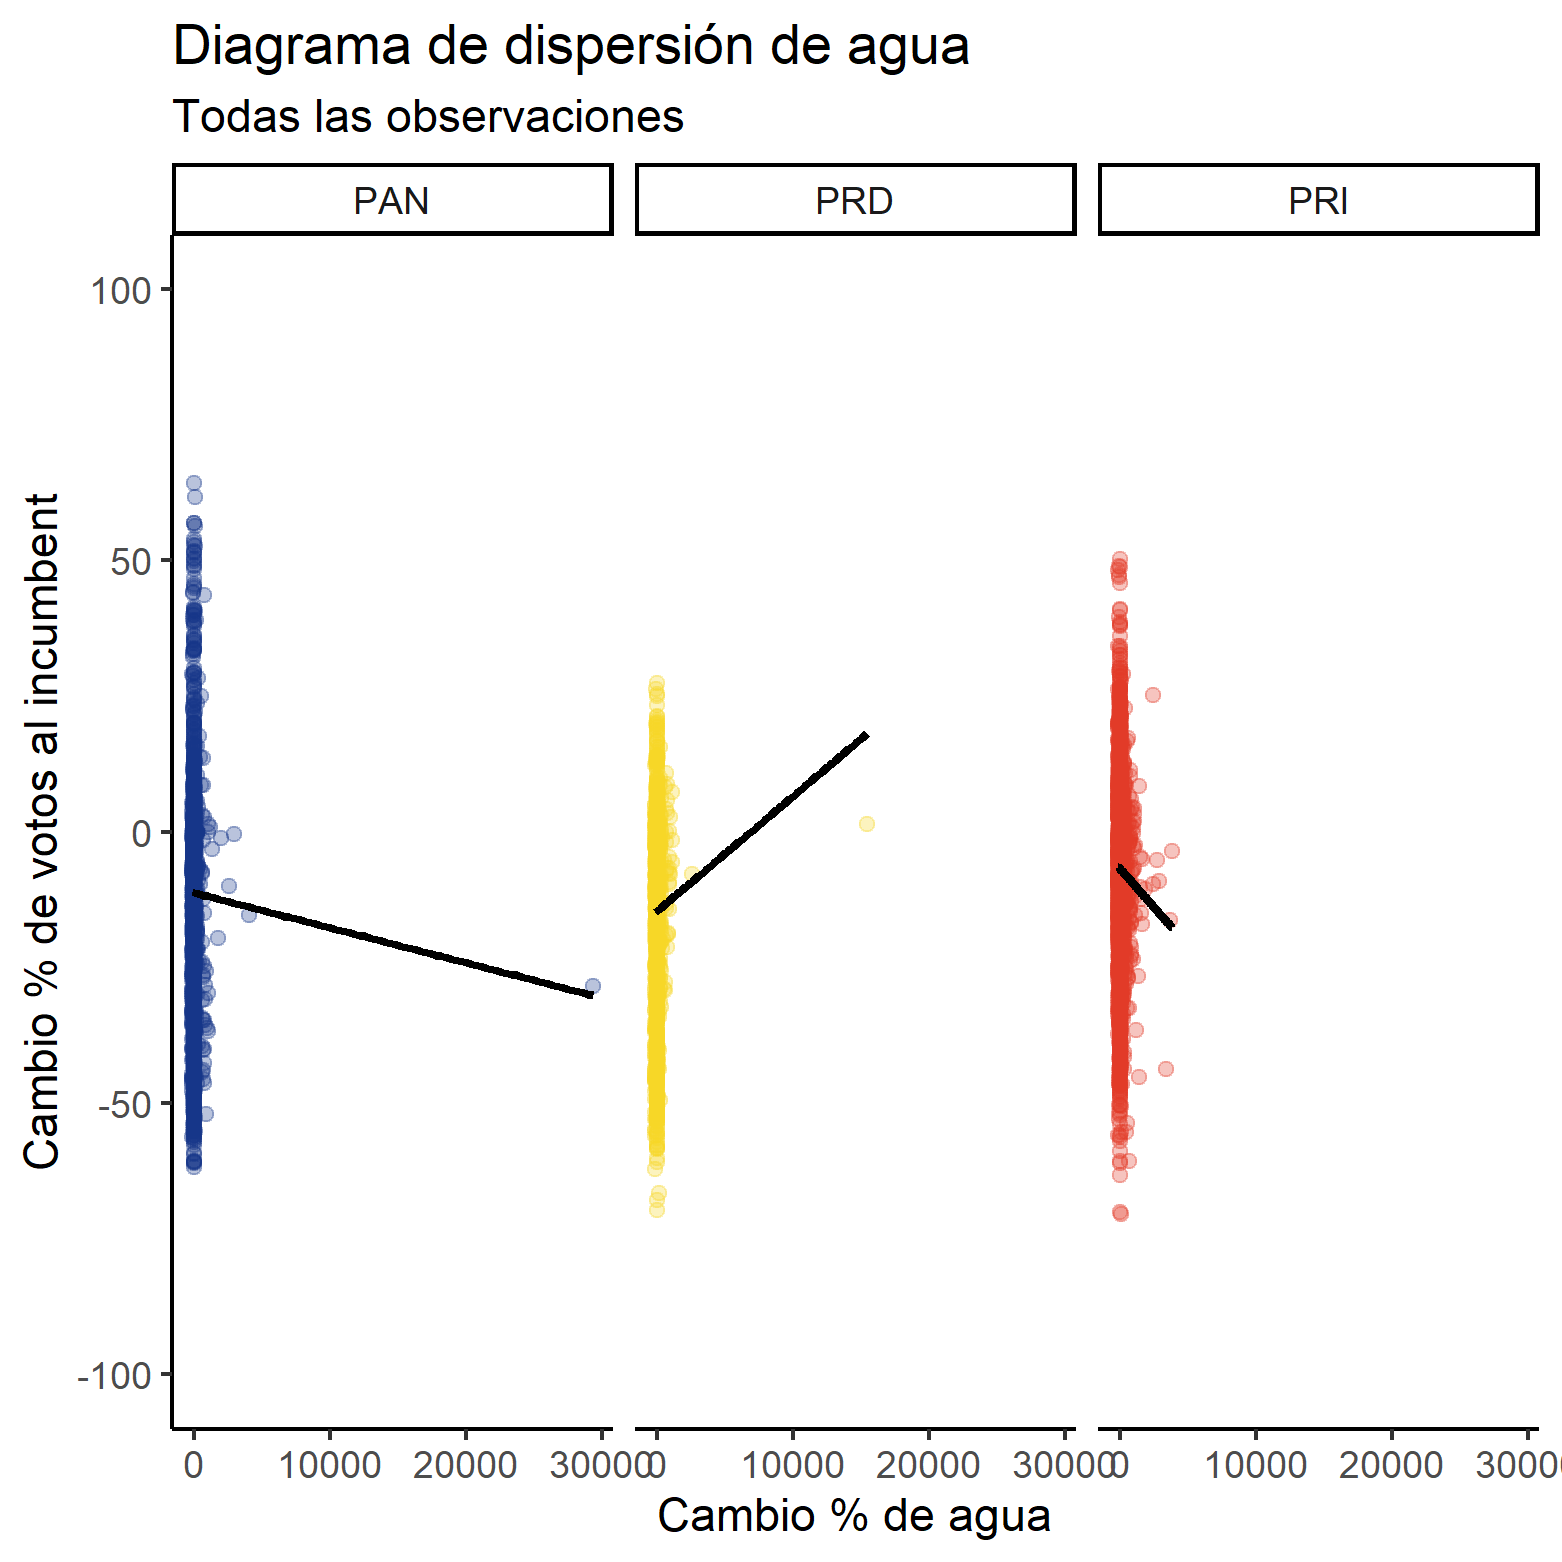 Diagrama de dispersión de agua
Todas las observaciones
PAN PRD PRI
100
50
0
-50
-100
Cambio % de votos al incumbent
0 10000 20000 30000 0 10000 20000 30000 0 10000 20000 30000
Cambio % de agua